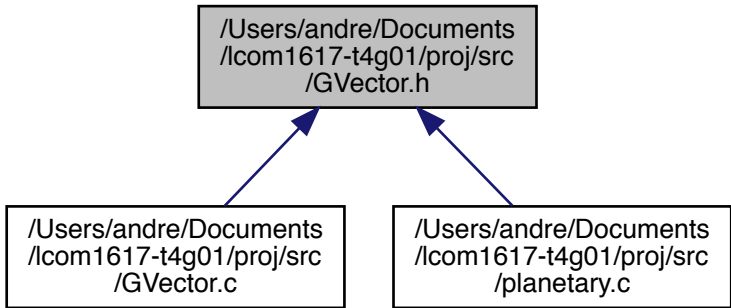 /Users/andre/Documents
/lcom1617-t4g01/proj/src
/GVector.h
/Users/andre/Documents
/lcom1617-t4g01/proj/src
/GVector.c
/Users/andre/Documents
/lcom1617-t4g01/proj/src
/planetary.c